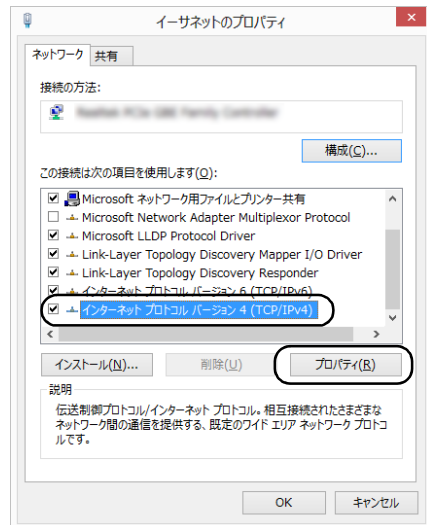 イーサネットのプロパティ
ネットワーク 共有
接続の方法:
構成(C)...
この接続は次の項目を使用します(O):
Microsoft ネットワーク用ファイルとプリンター共有
Microsoft Network Adapter Multiplexor Protocol
Microsoft LLDP Protocol Driver
Link-Layer Topology Discovery Mapper I/O Driver
Link-Layer Topology Discovery Responder
インターネット プロトコル バージョン 6 (TCP/IPv6)
インターネット プロトコル バージョン 4 (TCP/IPv4)
インストール(N)... 削除(U) プロパティ(R)
説明
伝送制御プロトコル/インターネット プロトコル。相互接続されたさまざまな
ネットワーク間の通信を提供する、既定のワイド エリア ネットワーク プロトコ
ルです。
OK キャンセル